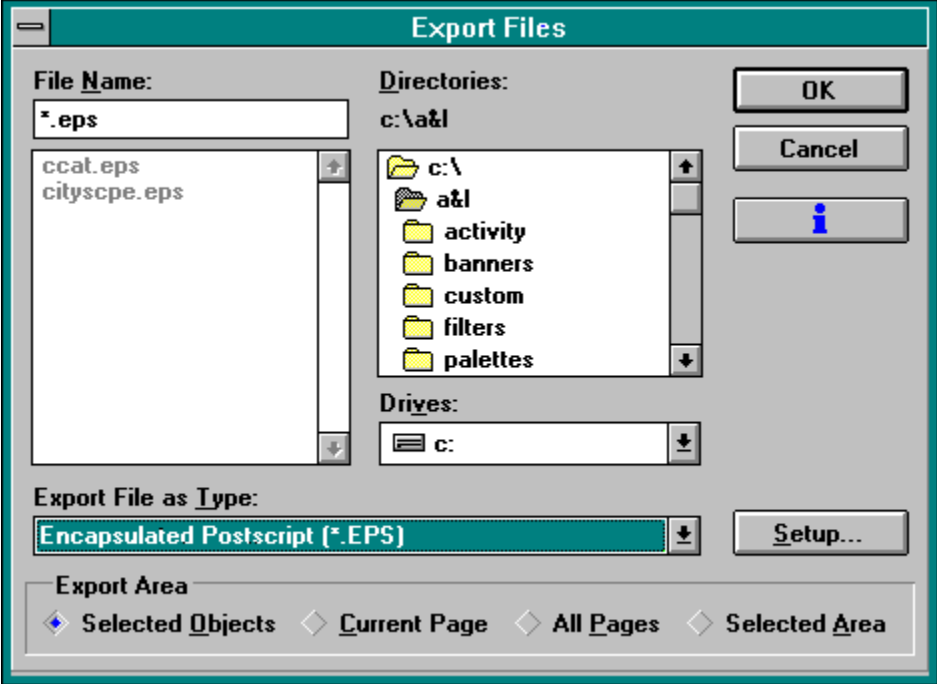 Export Files
File Name:
*.eps
ccat.eps
cityscpe.eps
Directories:
c:\a&l
c:\
a&l
activity
banners
custom
filters
palettes
Drives:
c:
OK
Cancel
i
Export File as Type:
Encapsulated Postscript (*.EPS)
Setup...
Export Area
Selected Objects
Current Page
All Pages
Selected Area